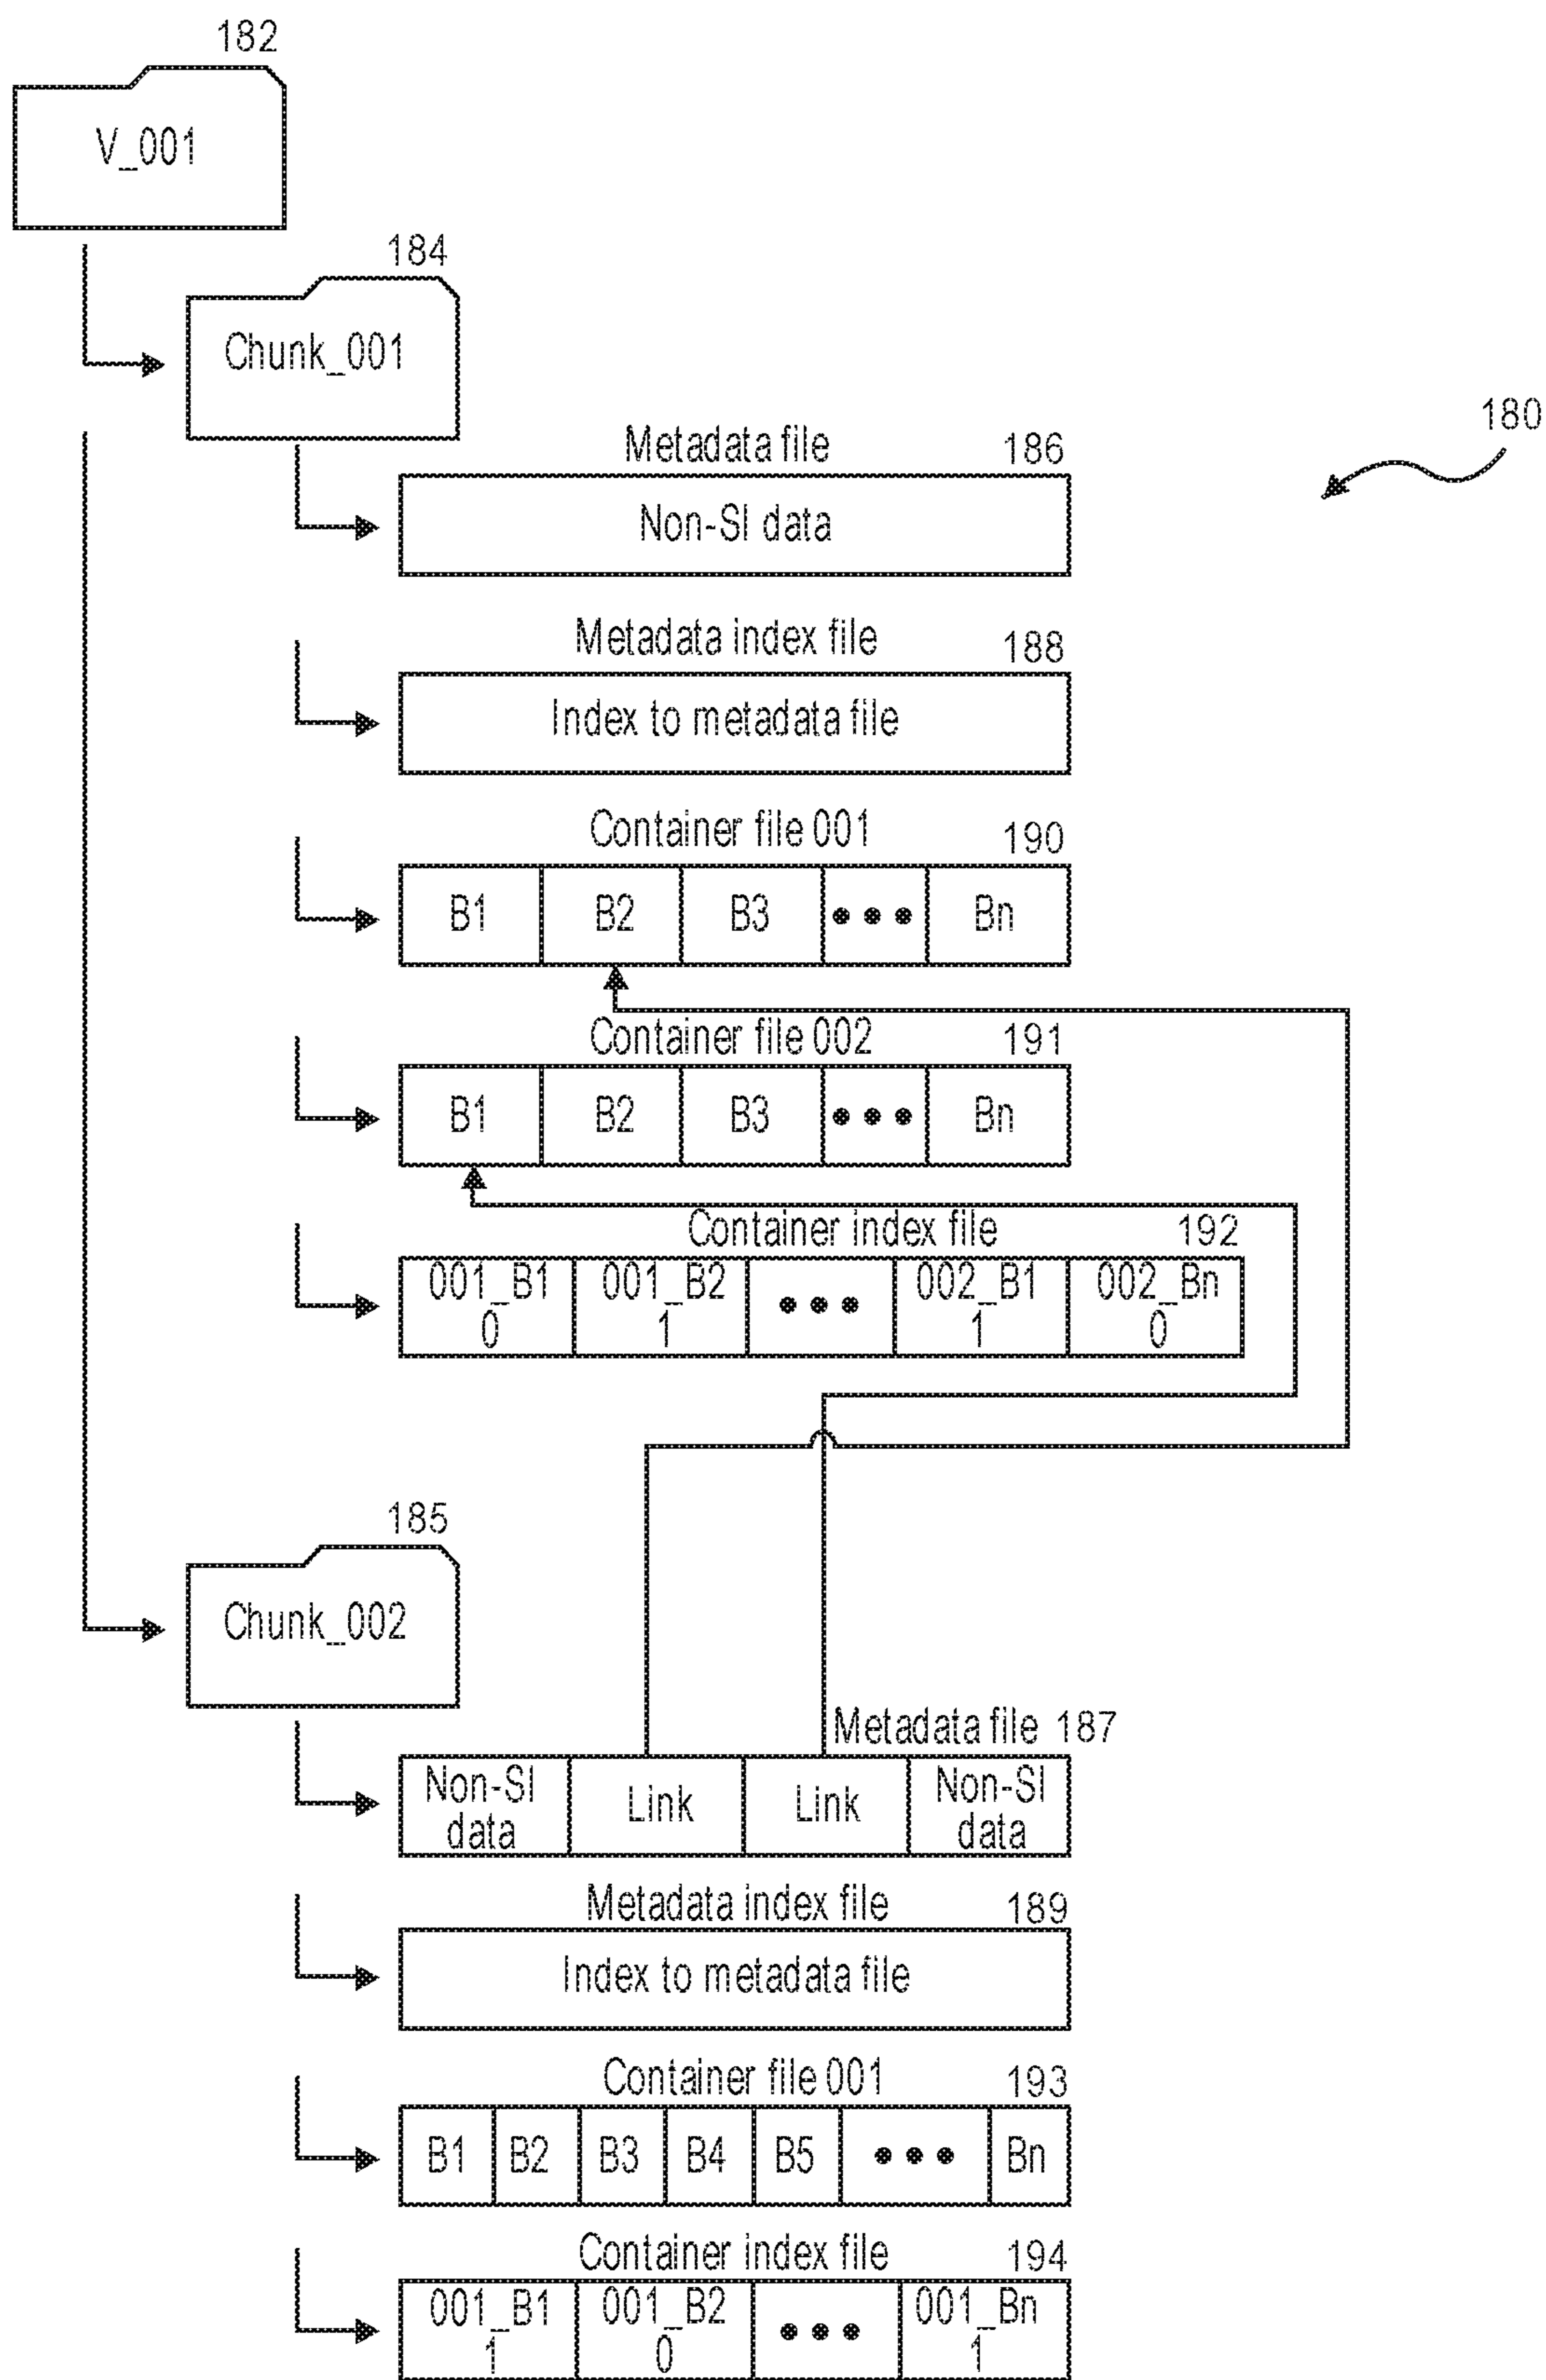 182
V_001
184
Chunk_001
180
Metadata file 186
Non-SI data
Metadata index file 188
Index to metadata file
Container file 001 190
B1 B2 B3 ••• Bn
Container file 002 191
B1 B2 B3 ••• Bn
Container index file 192
001_B1 001_B2 ••• 002_B1 002_Bn
0 1 1 0
185
Chunk_002
Metadata file 187
Non-SI Link Link Non-SI
data data
Metadata index file 189
Index to metadata file
Container file 001 193
B1 B2 B3 B4 B5 ••• Bn
Container index file 194
001_B1 001_B2 ••• 001_Bn
1 0 1